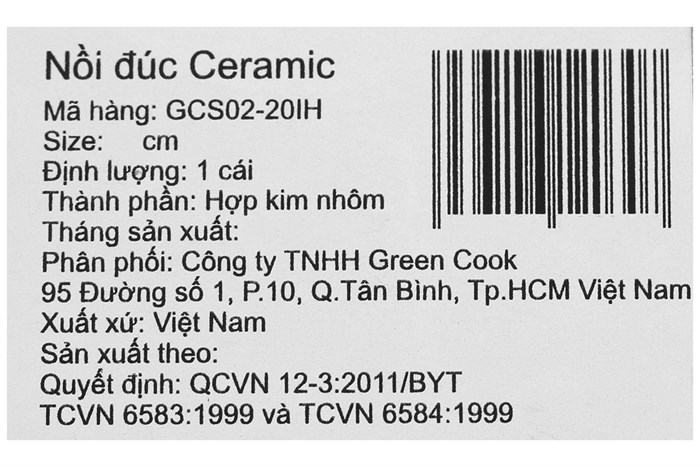 Nồi đúc Ceramic
Mã hàng: GCS02-20IH
Size: cm
Định lượng: 1 cái
Thành phần: Hợp kim nhôm
Tháng sản xuất:
Phân phối: Công ty TNHH Green Cook
95 Đường số 1, P.10, Q.Tân Bình, Tp.HCM Việt Nam
Xuất xứ: Việt Nam
Sản xuất theo:
Quyết định: QCVN 12-3:2011/BYT
TCVN 6583:1999 và TCVN 6584:1999